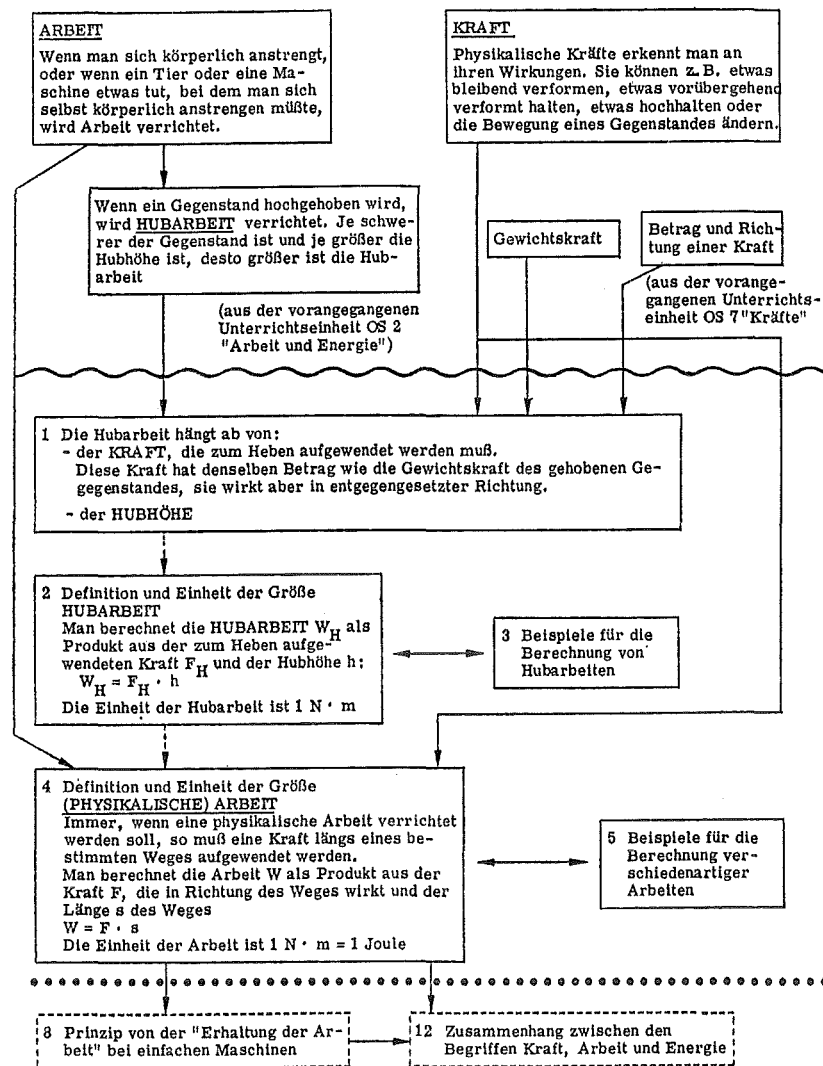 ARBEIT
Wenn man sich körperlich anstrengt,
oder wenn ein Tier oder eine Ma-
schine etwas tut, bei dem man sich
selbst körperlich anstrengen müßte,
wird Arbeit verrichtet.
KRAFT
Physikalische Kräfte erkennt man an
ihren Wirkungen. Sie können z. B. etwas
bleibend verformen, etwas vorübergehend
verformt halten, etwas hochhalten oder
die Bewegung eines Gegenstandes ändern.
Wenn ein Gegenstand hochgehoben wird,
wird HUBARBEIT verrichtet. Je schwe-
rer der Gegenstand ist und je größer die
Hubhöhe ist, desto größer ist die Hub-
arbeit
Gewichtskraft
Betrag und Rich-
tung einer Kraft
(aus der vorangegangenen
Unterrichtseinheit OS 2
"Arbeit und Energie")
(aus der vorange-
gangenen Unterrichts-
einheit OS 7 "Kräfte"
1 Die Hubarbeit hängt ab von:
- der KRAFT, die zum Heben aufgewendet werden muß.
Diese Kraft hat denselben Betrag wie die Gewichtskraft des gehobenen Ge-
gegenstandes, sie wirkt aber in entgegengesetzter Richtung.
- der HUBHÖHE
2 Definition und Einheit der Größe
HUBARBEIT
Man berechnet die HUBARBEIT W_H als
Produkt aus der zum Heben aufge-
wendeten Kraft F_H und der Hubhöhe h:
W_H = F_H · h
Die Einheit der Hubarbeit ist 1 N · m
3 Beispiele für die
Berechnung von
Hubarbeiten
4 Definition und Einheit der Größe
(PHYSIKALISCHE) ARBEIT
Immer, wenn eine physikalische Arbeit verrichtet
werden soll, so muß eine Kraft längs eines be-
stimmten Weges aufgewendet werden.
Man berechnet die Arbeit W als Produkt aus der
Kraft F, die in Richtung des Weges wirkt und der
Länge s des Weges
W = F · s
Die Einheit der Arbeit ist 1 N · m = 1 Joule
5 Beispiele für die
Berechnung ver-
schiedenartiger
Arbeiten
8 Prinzip von der "Erhaltung der Ar-
beit" bei einfachen Maschinen
12 Zusammenhang zwischen den
Begriffen Kraft, Arbeit und Energie